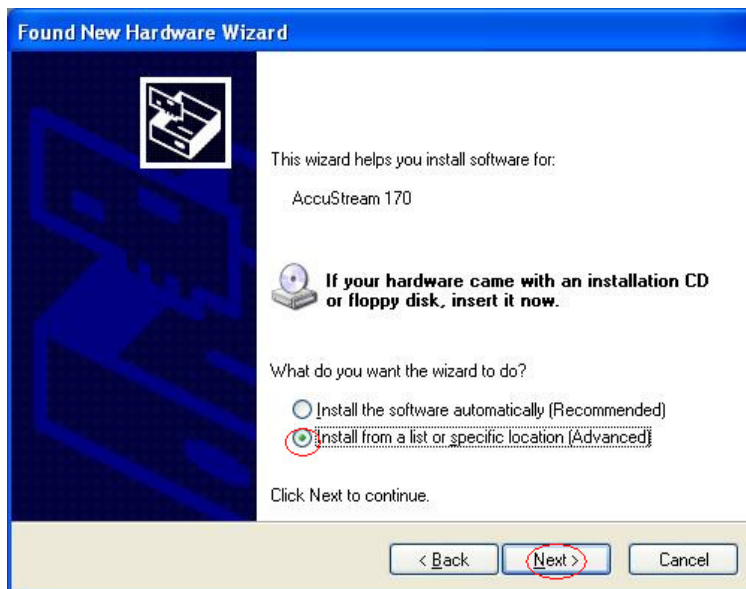 Found New Hardware Wizard
This wizard helps you install software for:
AccuStream 170
If your hardware came with an installation CD
or floppy disk, insert it now.
What do you want the wizard to do?
Install the software automatically (Recommended)
Install from a list or specific location (Advanced)
Click Next to continue.
< Back Next > Cancel